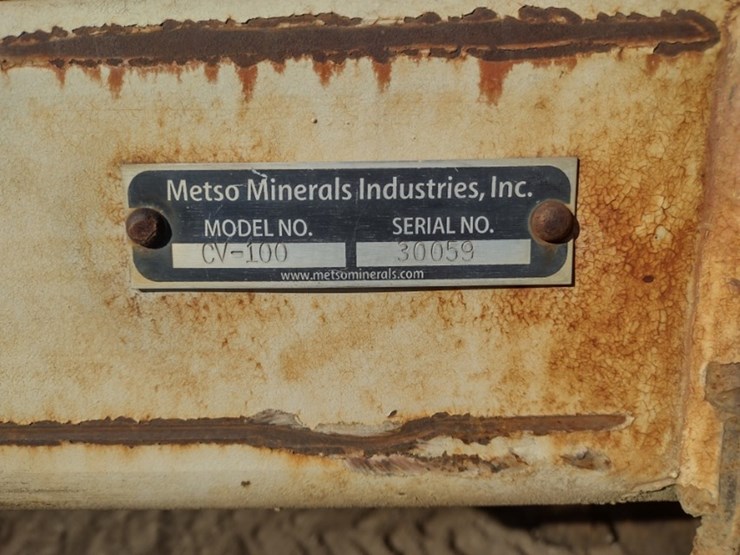 Metso Minerals Industries, Inc.
MODEL NO. SERIAL NO.
CV-100 30059
www.metsominerals.com